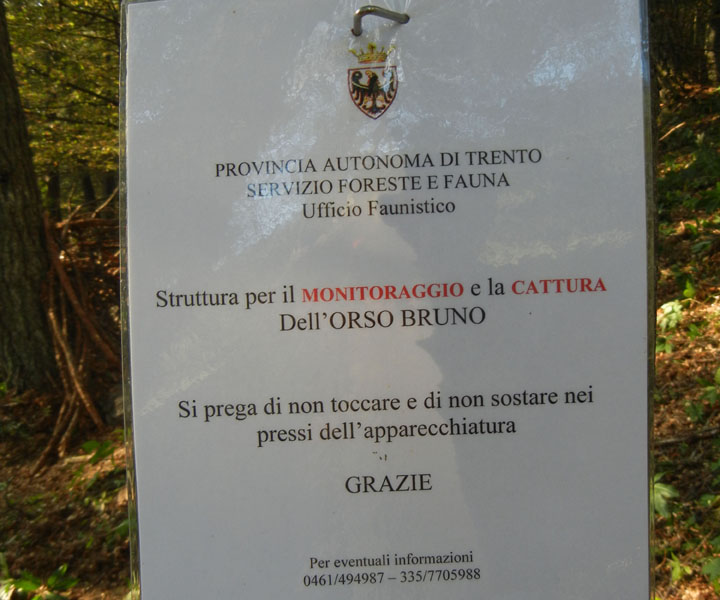 PROVINCIA AUTONOMA DI TRENTO
SERVIZIO FORESTE E FAUNA
Ufficio Faunistico
Struttura per il MONITORAGGIO e la CATTURA
Dell'ORSO BRUNO
Si prega di non toccare e di non sostare nei
pressi dell'apparecchiatura
GRAZIE
Per eventuali informazioni
0461/494987 – 335/7705988